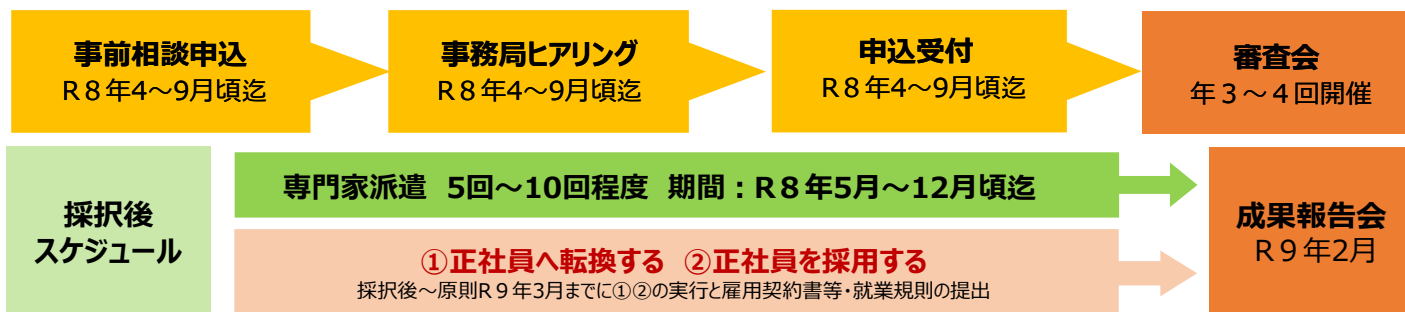 事前相談申込
R８年4～9月頃迄
事務局ヒアリング
R８年4～9月頃迄
申込受付
R８年4～9月頃迄
審査会
年３～４回開催
採択後
スケジュール
専門家派遣 5回～10回程度 期間：R８年5月～12月頃迄
①正社員へ転換する ②正社員を採用する
採択後～原則R９年3月までに①②の実行と雇用契約書等・就業規則の提出
成果報告会
R９年2月